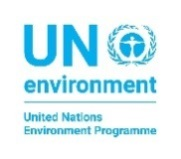 UN
environment
United Nations
Environment Programme